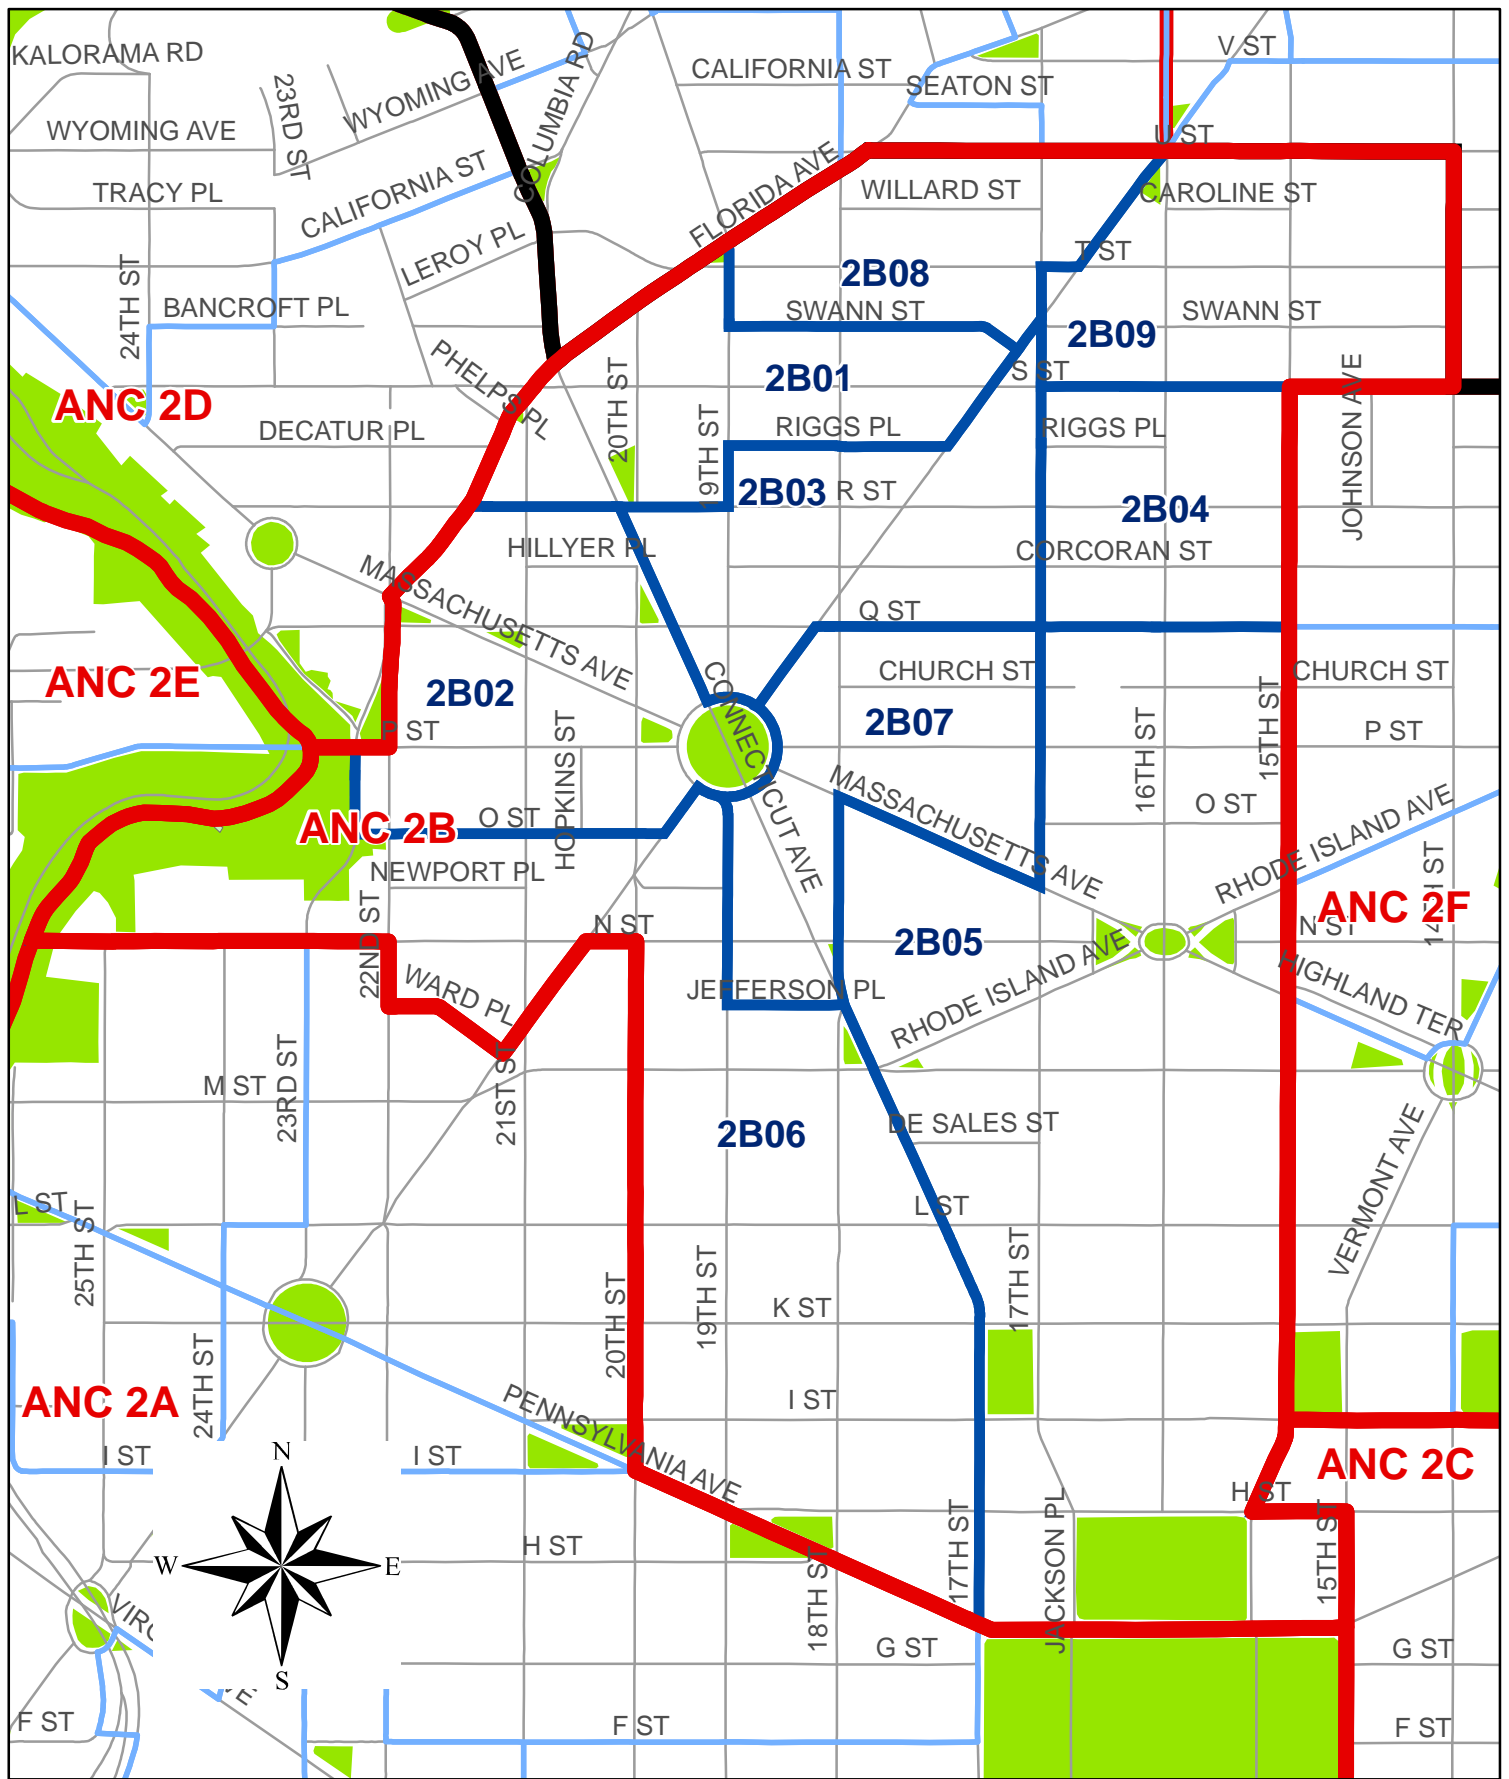 KALORAMA RD
V ST
CALIFORNIA ST
WYOMING AVE
COLUMBIA RD
SEATON ST
23RD ST
WYOMING AVE
U ST
TRACY PL
CALIFORNIA ST
FLORIDA AVE
WILLARD ST
CAROLINE ST
LEROY PL
T ST
2B08
24TH ST
BANCROFT PL
SWANN ST
SWANN ST
2B09
PHELPS PL
20TH ST
2B01
S ST
JOHNSON AVE
ANC 2D
DECATUR PL
19TH ST
RIGGS PL
RIGGS PL
2B03
R ST
2B04
HILLYER PL
CORCORAN ST
MASSACHUSETTS AVE
Q ST
ANC 2E
2B02
CONNECTICUT AVE
CHURCH ST
CHURCH ST
2B07
P ST
P ST
HOPKINS ST
16TH ST
15TH ST
MASSACHUSETTS AVE
O ST
RHODE ISLAND AVE
ANC 2B
O ST
NEWPORT PL
14TH ST
ANC 2F
N ST
N ST
22ND ST
2B05
RHODE ISLAND AVE
WARD PL
JEFFERSON PL
HIGHLAND TER
M ST
23RD ST
21ST ST
2B06
DE SALES ST
VERMONT AVE
L ST
L ST
25TH ST
17TH ST
19TH ST
K ST
20TH ST
24TH ST
ANC 2A
PENNSYLVANIA AVE
I ST
I ST
I ST
N
ANC 2C
H ST
H ST
W
E
17TH ST
18TH ST
JACKSON PL
15TH ST
VIRG
S
G ST
G ST
VE
F ST
F ST
F ST